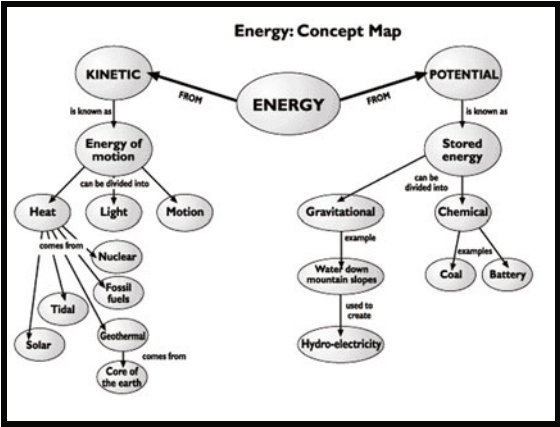 Energy: Concept Map
KINETIC
FROM
ENERGY
FROM
POTENTIAL
is known as
is known as
Energy of
motion
Stored
energy
can be divided into
can be
divided into
Heat
Light
Motion
Gravitational
Chemical
comes from
example
examples
Nuclear
Water down
mountain slopes
Coal
Battery
Fossil
fuels
Tidal
used to
create
Geothermal
Solar
Hydro-electricity
comes from
Core of
the earth